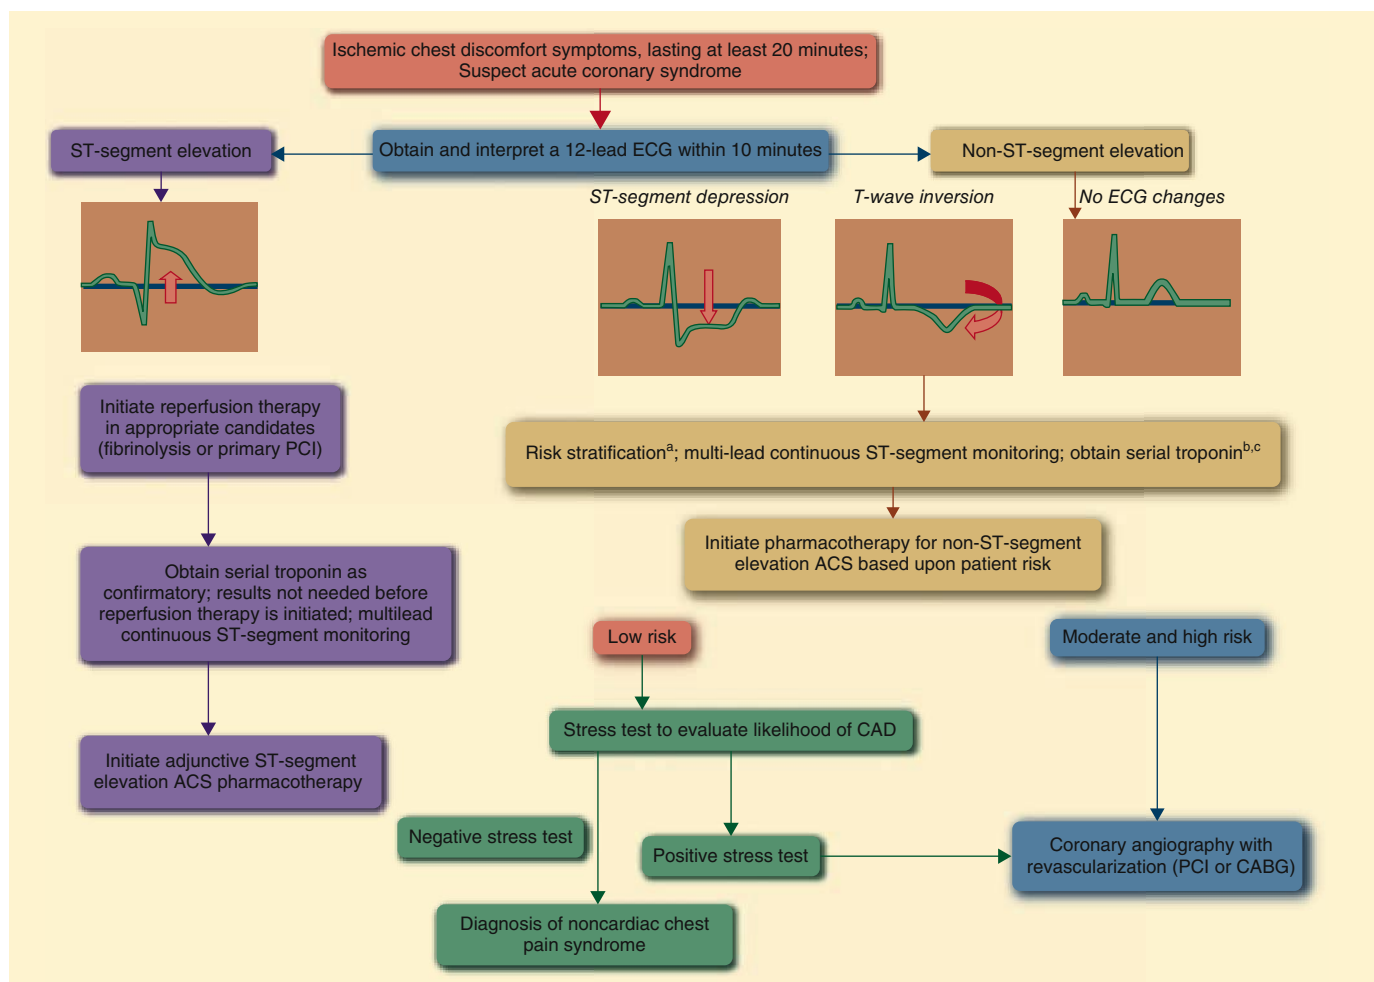 Ischemic chest discomfort symptoms, lasting at least 20 minutes;
Suspect acute coronary syndrome
ST-segment elevation
Obtain and interpret a 12-lead ECG within 10 minutes
Non-ST-segment elevation
ST-segment depression
T-wave inversion
No ECG changes
Initiate reperfusion therapy
in appropriate candidates
(fibrinolysis or primary PCI)
Risk stratificationᵃ; multi-lead continuous ST-segment monitoring; obtain serial troponinᵇ,ᶜ
Initiate pharmacotherapy for non-ST-segment
elevation ACS based upon patient risk
Obtain serial troponin as
confirmatory; results not needed before
reperfusion therapy is initiated; multilead
continuous ST-segment monitoring
Low risk
Moderate and high risk
Stress test to evaluate likelihood of CAD
Initiate adjunctive ST-segment
elevation ACS pharmacotherapy
Negative stress test
Positive stress test
Coronary angiography with
revascularization (PCI or CABG)
Diagnosis of noncardiac chest
pain syndrome